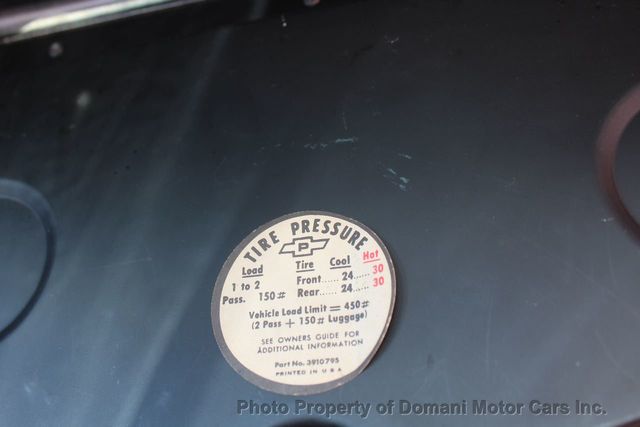 TIRE PRESSURE
P
Load Tire Cool Hot
1 to 2 Front...... 24...... 30
Pass. 150# Rear...... 24...... 30
Vehicle Load Limit = 450#
(2 Pass + 150# Luggage)
SEE OWNERS GUIDE FOR
ADDITIONAL INFORMATION
Part No. 3910795
PRINTED IN U.S.A.
Photo Property of Domani Motor Cars Inc.